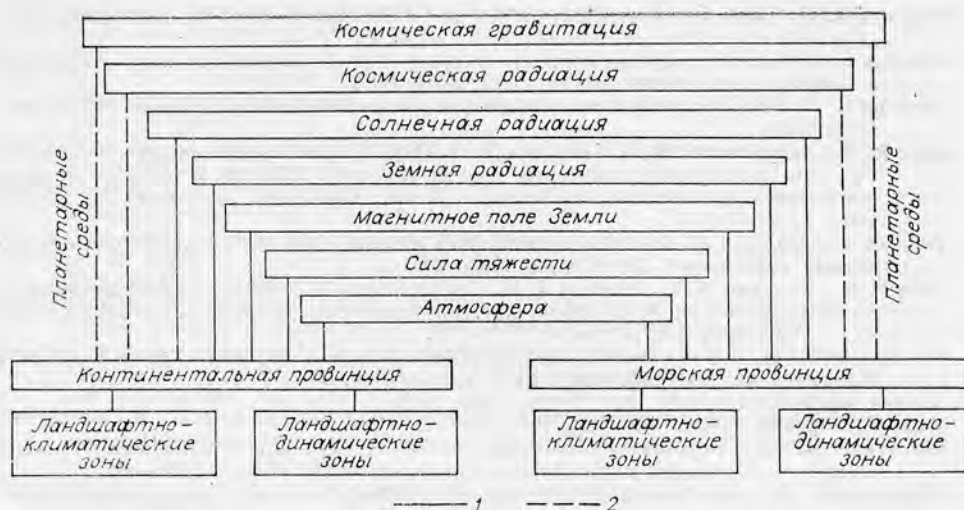 Космическая гравитация
Космическая радиация
Солнечная радиация
Земная радиация
Магнитное поле Земли
Сила тяжести
Атмосфера
Планетарные
среды
Планетарные
среды
Континентальная провинция
Морская провинция
Ландшафтно-
климатические
зоны
Ландшафтно-
динамические
зоны
Ландшафтно-
климатические
зоны
Ландшафтно-
динамические
зоны
1
2